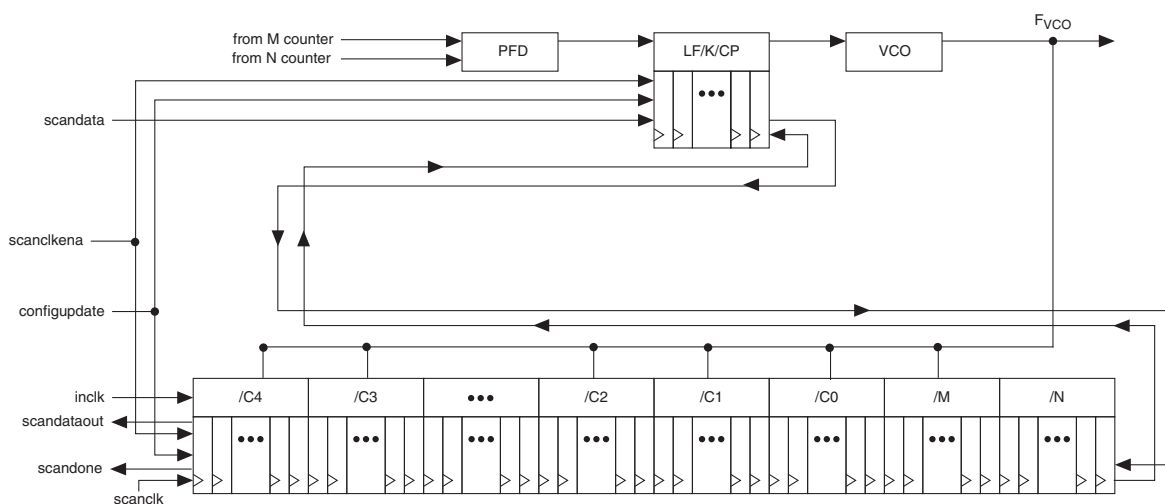 F_VCO
from M counter
from N counter
PFD
LF/K/CP
VCO
•••
scandata
scanclkena
configupdate
inclk
/C4
/C3
•••
/C2
/C1
/C0
/M
/N
scandataout
••• ••• ••• ••• ••• ••• ••• •••
scandone
scanclk